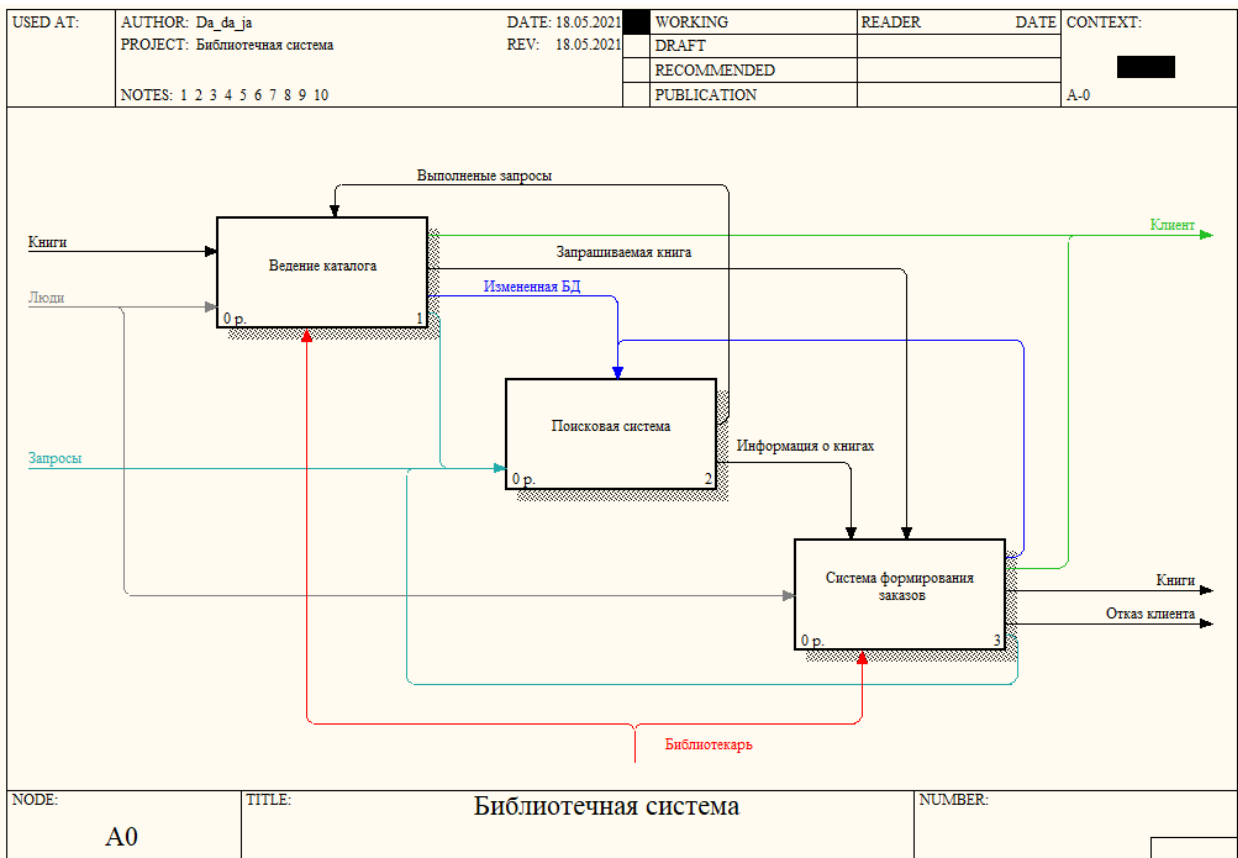 USED AT:
AUTHOR: Da_da_ja
DATE: 18.05.2021
WORKING
READER
DATE
CONTEXT:
PROJECT: Библиотечная система
REV: 18.05.2021
DRAFT
RECOMMENDED
NOTES: 1 2 3 4 5 6 7 8 9 10
PUBLICATION
A-0
Выполненые запросы
Клиент
Книги
Запрашиваемая книга
Ведение каталога
Измененная БД
Люди
0 р.
1
Поисковая система
Информация о книгах
Запросы
0 р.
2
Система формирования
заказов
Книги
Отказ клиента
0 р.
3
Библиотекарь
NODE:
TITLE:
Библиотечная система
NUMBER:
A0